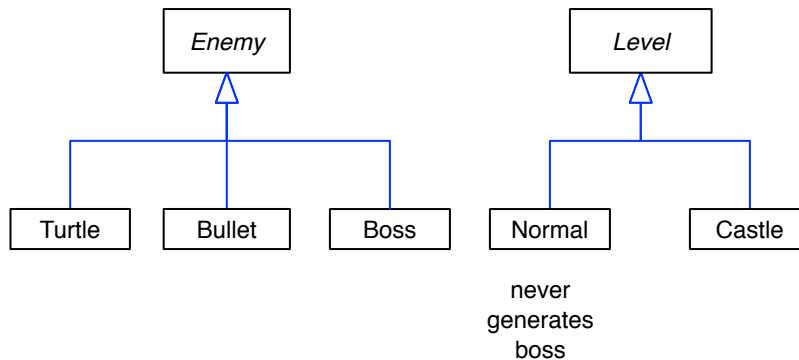 Enemy
Level
Turtle
Bullet
Boss
Normal
Castle
never
generates
boss